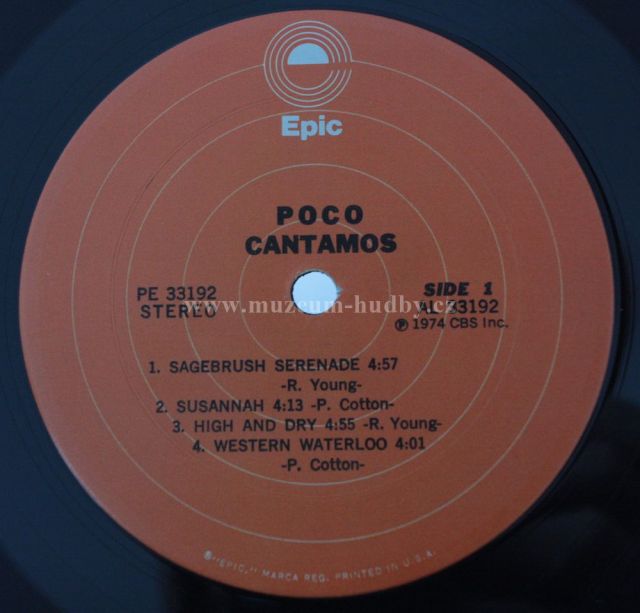 Epic
POCO
CANTAMOS
PE 33192
STEREO
SIDE 1
AL 33192
℗ 1974 CBS Inc.
www.muzeum-hudby.cz
1. SAGEBRUSH SERENADE 4:57
-R. Young-
2. SUSANNAH 4:13 -P. Cotton-
3. HIGH AND DRY 4:55 -R. Young-
4. WESTERN WATERLOO 4:01
-P. Cotton-
®"EPIC," MARCA REG. PRINTED IN U.S.A.